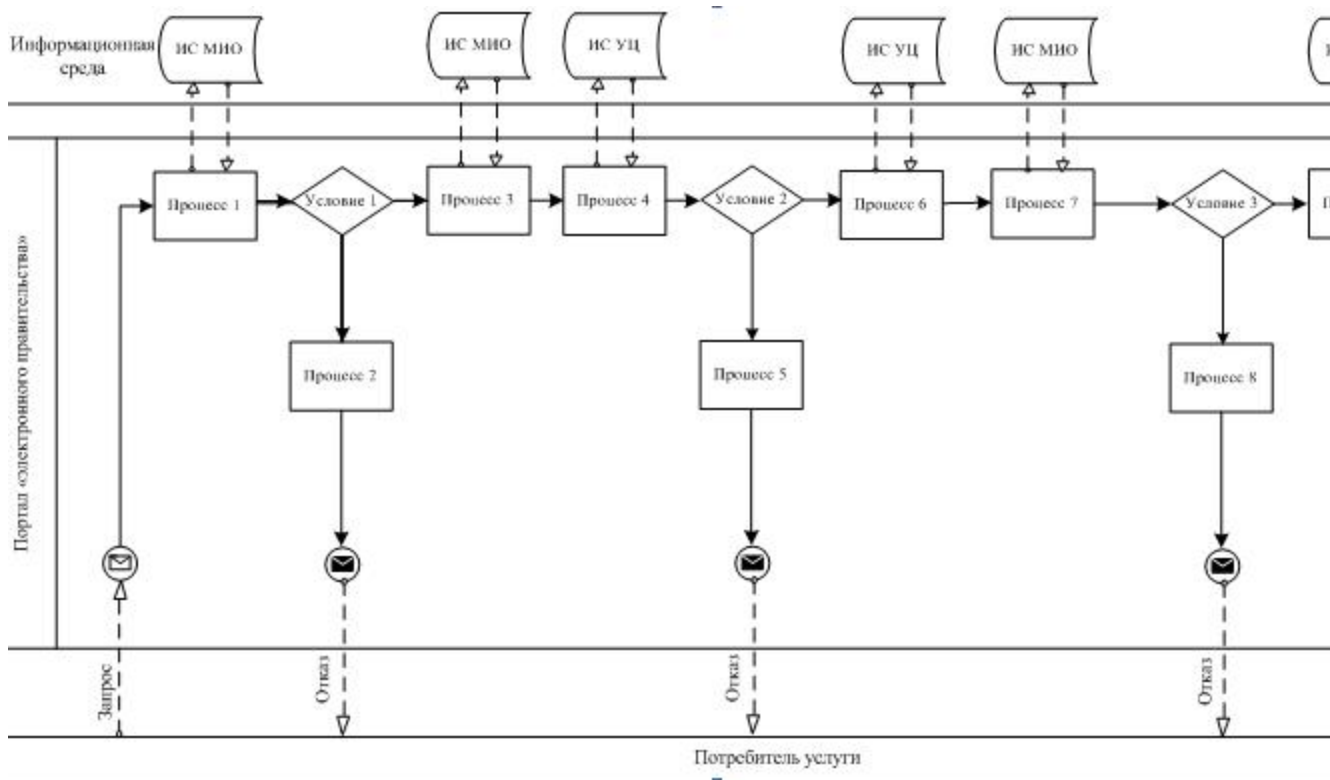 Информационная
среда
ИС МИО
ИС МИО
ИС УЦ
ИС УЦ
ИС МИО
Портал «электронного правительства»
Процесс 1
Условие 1
Процесс 3
Процесс 4
Условие 2
Процесс 6
Процесс 7
Условие 3
Процесс 2
Процесс 5
Процесс 8
Запрос
Отказ
Отказ
Отказ
Потребитель услуги